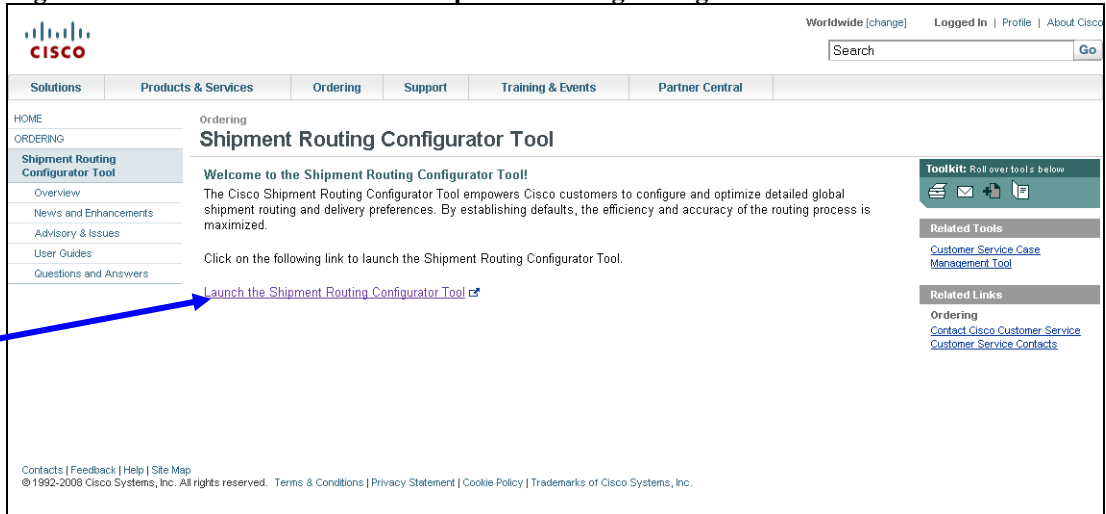 Worldwide [change] Logged In | Profile | About Cisco
CISCO
Search Go
Solutions Products & Services Ordering Support Training & Events Partner Central
HOME
ORDERING
Shipment Routing
Configurator Tool
Overview
News and Enhancements
Advisory & Issues
User Guides
Questions and Answers
Ordering
Shipment Routing Configurator Tool
Welcome to the Shipment Routing Configurator Tool!
The Cisco Shipment Routing Configurator Tool empowers Cisco customers to configure and optimize detailed global
shipment routing and delivery preferences. By establishing defaults, the efficiency and accuracy of the routing process is
maximized.
Click on the following link to launch the Shipment Routing Configurator Tool.
Launch the Shipment Routing Configurator Tool
Toolkit: Roll over tools below
Related Tools
Customer Service Case
Management Tool
Related Links
Ordering
Contact Cisco Customer Service
Customer Service Contacts
Contacts | Feedback | Help | Site Map
© 1992-2008 Cisco Systems, Inc. All rights reserved. Terms & Conditions | Privacy Statement | Cookie Policy | Trademarks of Cisco Systems, Inc.